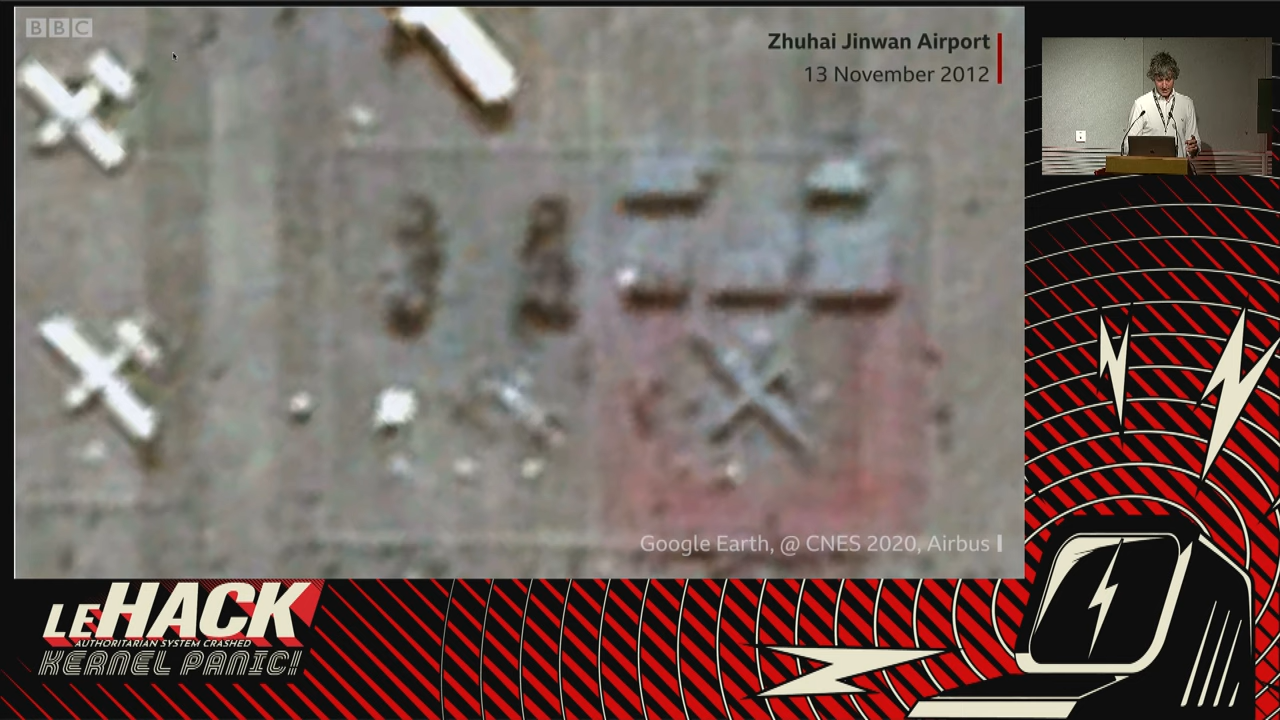 BBC
Zhuhai Jinwan Airport
13 November 2012
Google Earth, @ CNES 2020, Airbus
LEHACK
AUTHORITARIAN SYSTEM CRASHED
KERNEL PANIC!